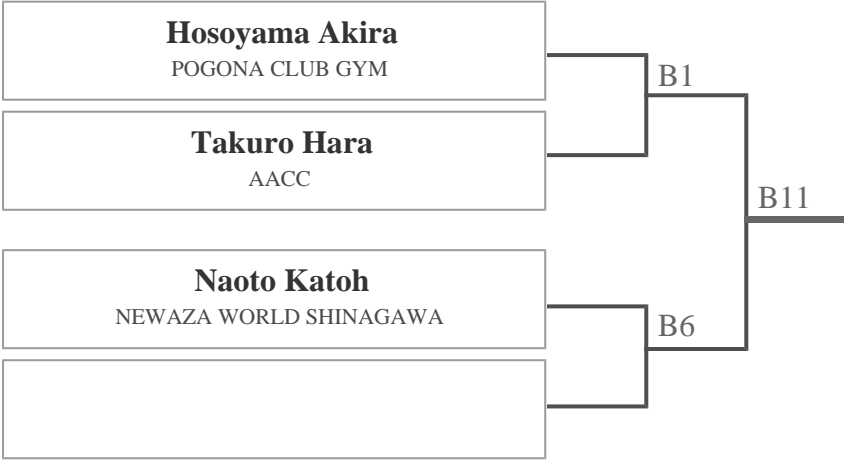 Hosoyama Akira
POGONA CLUB GYM
B1
Takuro Hara
AACC
B11
Naoto Katoh
NEWAZA WORLD SHINAGAWA
B6